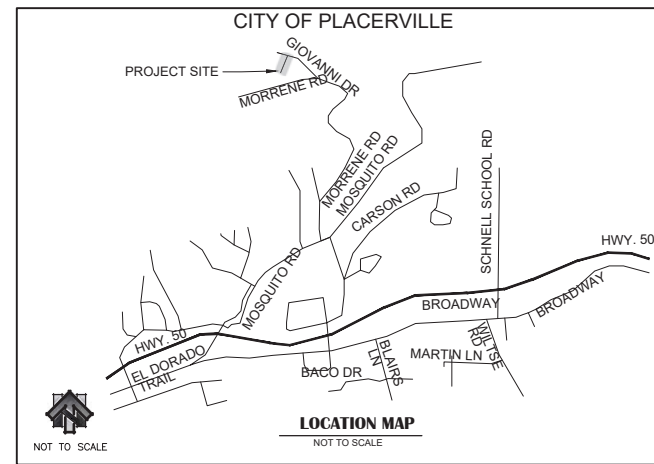 CITY OF PLACERVILLE
GIOVANNI DR
PROJECT SITE
MORRENE RD
MORRENE RD
MOSQUITO RD
CARSON RD
SCHNELL SCHOOL RD
HWY. 50
MOSQUITO RD
BROADWAY
BROADWAY
HWY. 50
EL DORADO
TRAIL
BACO DR
BLAIRS
LN
MARTIN LN
WILTSE
RD
LOCATION MAP
NOT TO SCALE
NOT TO SCALE